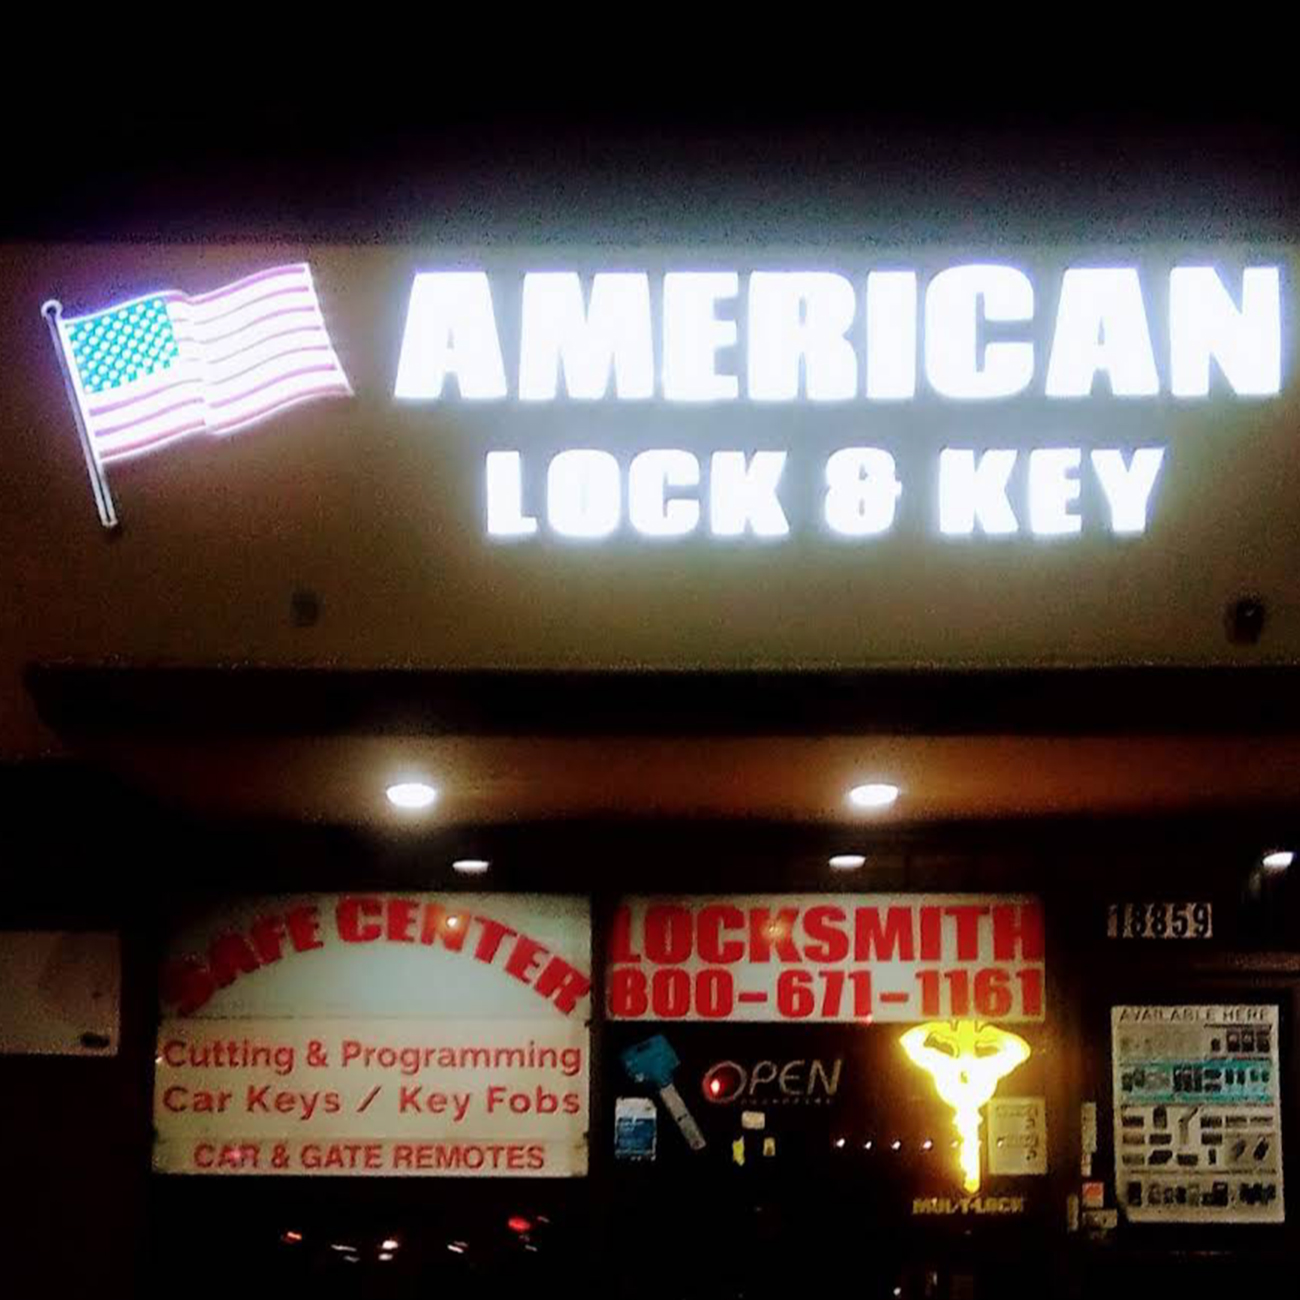 AMERICAN
LOCK & KEY
SAFE CENTER
Cutting & Programming
Car Keys / Key Fobs
CAR & GATE REMOTES
LOCKSMITH
800-671-1161
OPEN
MUL-T-LOCK
18859
AVAILABLE HERE